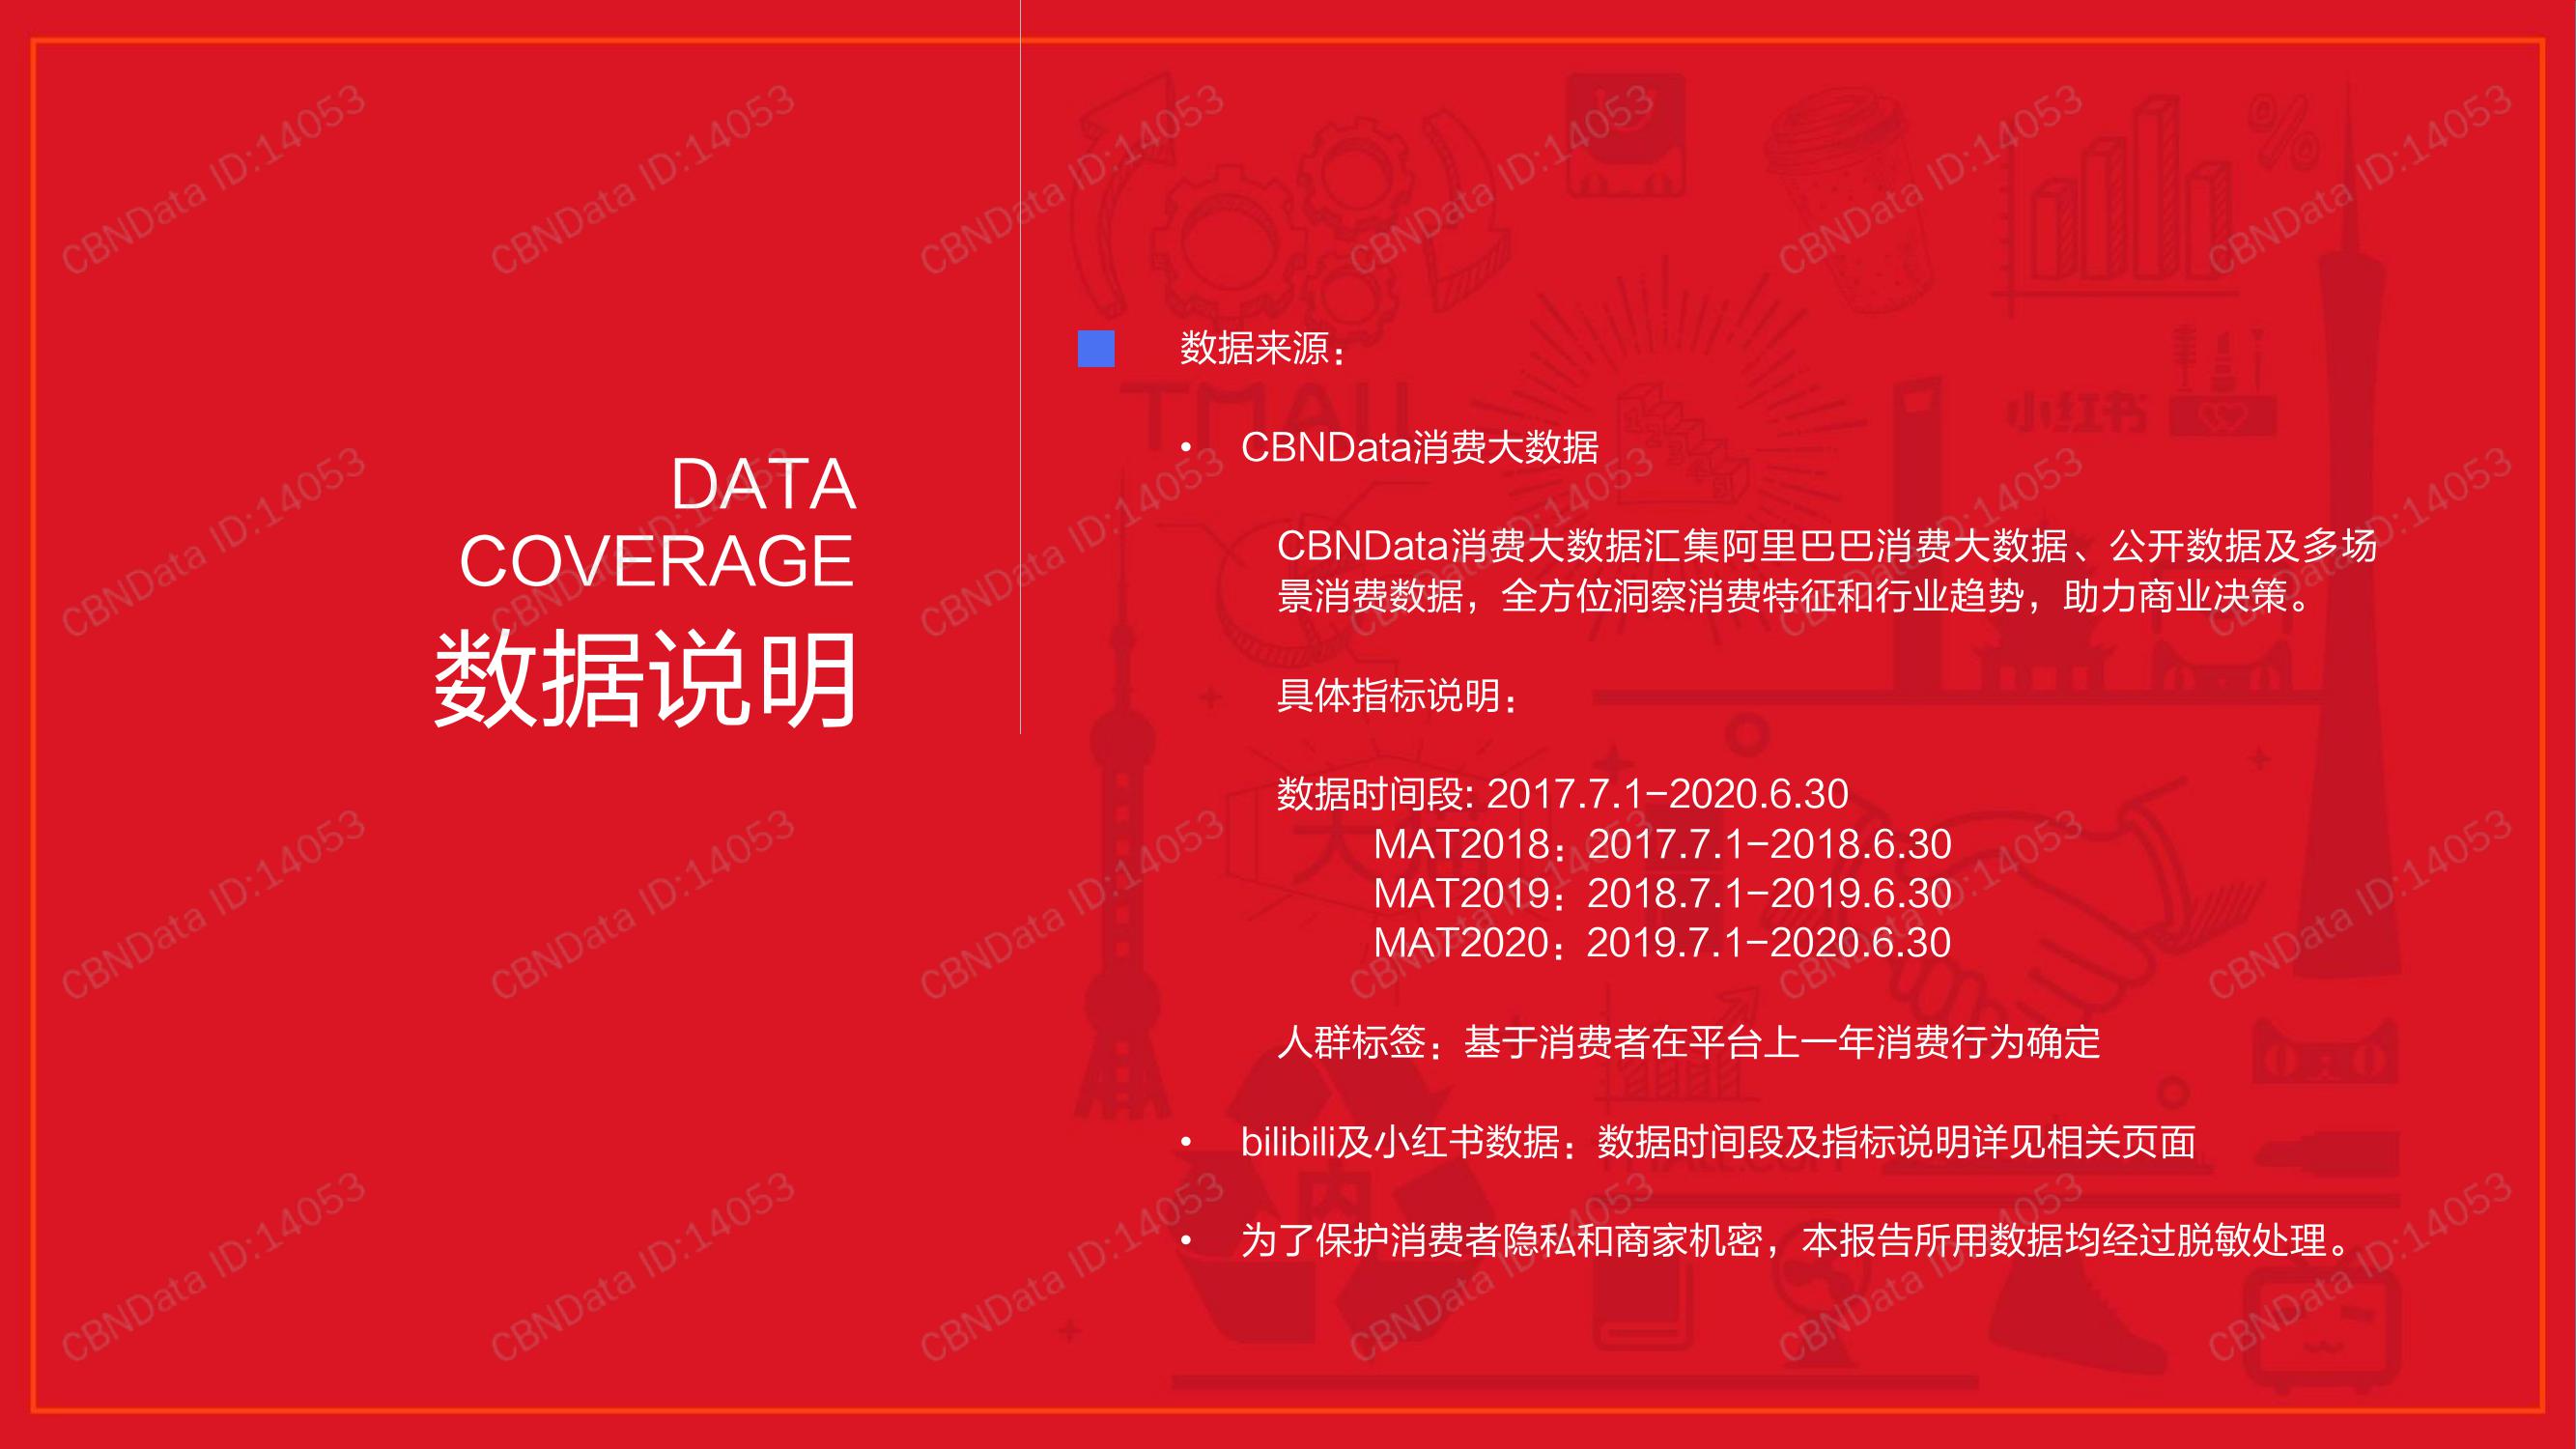 DATA
COVERAGE
数据说明
数据来源：
• CBNData消费大数据
CBNData消费大数据汇集阿里巴巴消费大数据、公开数据及多场
景消费数据，全方位洞察消费特征和行业趋势，助力商业决策。
具体指标说明：
数据时间段: 2017.7.1-2020.6.30
MAT2018：2017.7.1-2018.6.30
MAT2019：2018.7.1-2019.6.30
MAT2020：2019.7.1-2020.6.30
人群标签：基于消费者在平台上一年消费行为确定
• bilibili及小红书数据：数据时间段及指标说明详见相关页面
• 为了保护消费者隐私和商家机密，本报告所用数据均经过脱敏处理。
TMALL
小红书
CBNData ID:14053